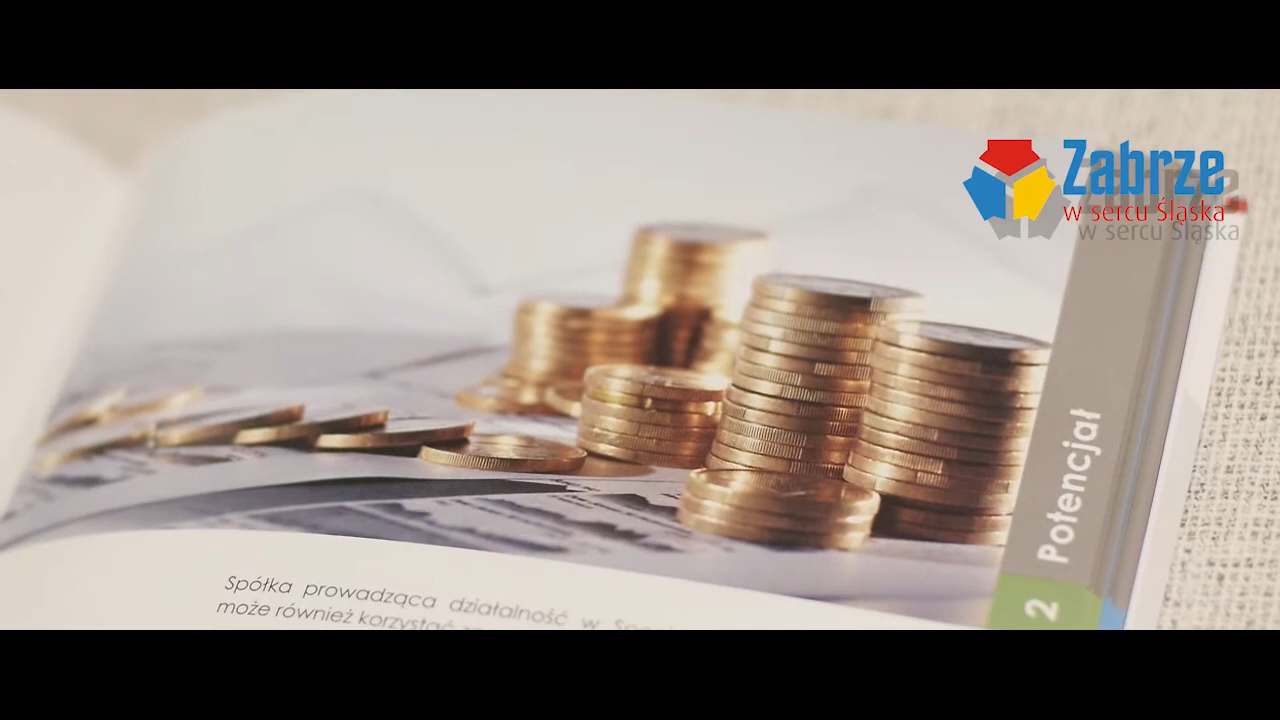 Zabrze
w sercu Śląska
Potencjał
2
Spółka prowadząca działalność w
może również korzystać